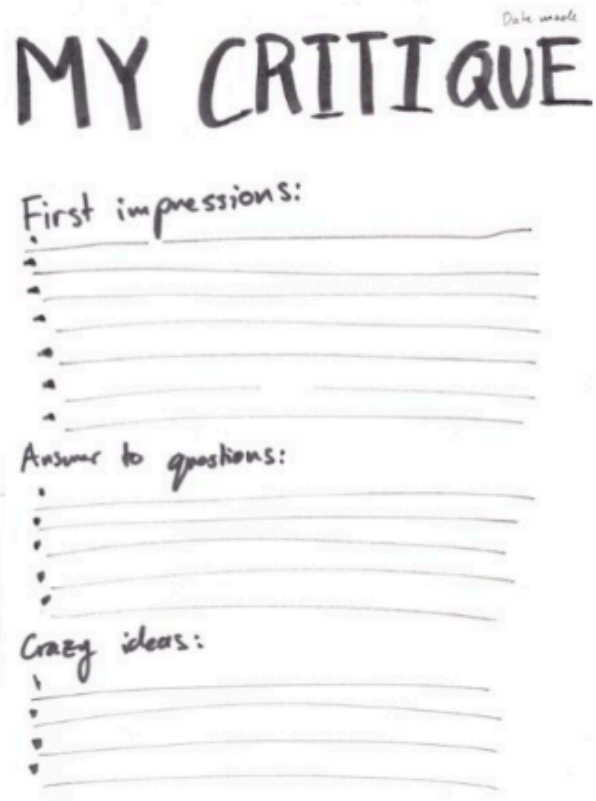 Date made
MY CRITIQUE
First impressions:
Answer to questions:
Crazy ideas: